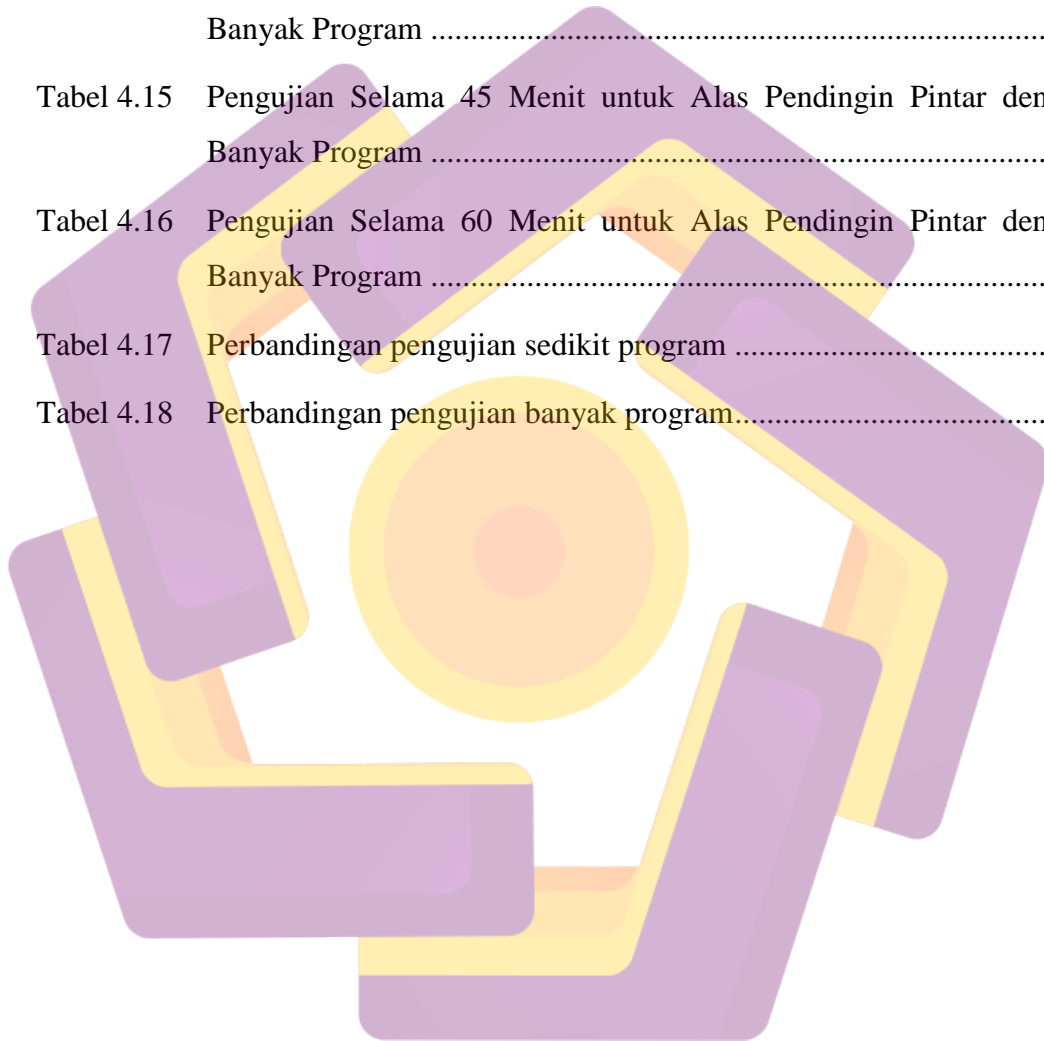 Banyak Program ....................................................................................
Tabel 4.15 Pengujian Selama 45 Menit untuk Alas Pendingin Pintar
Banyak Program ....................................................................................
Tabel 4.16 Pengujian Selama 60 Menit untuk Alas Pendingin Pintar
Banyak Program ....................................................................................
Tabel 4.17 Perbandingan pengujian sedikit program ..........................................
Tabel 4.18 Perbandingan pengujian banyak program..........................................